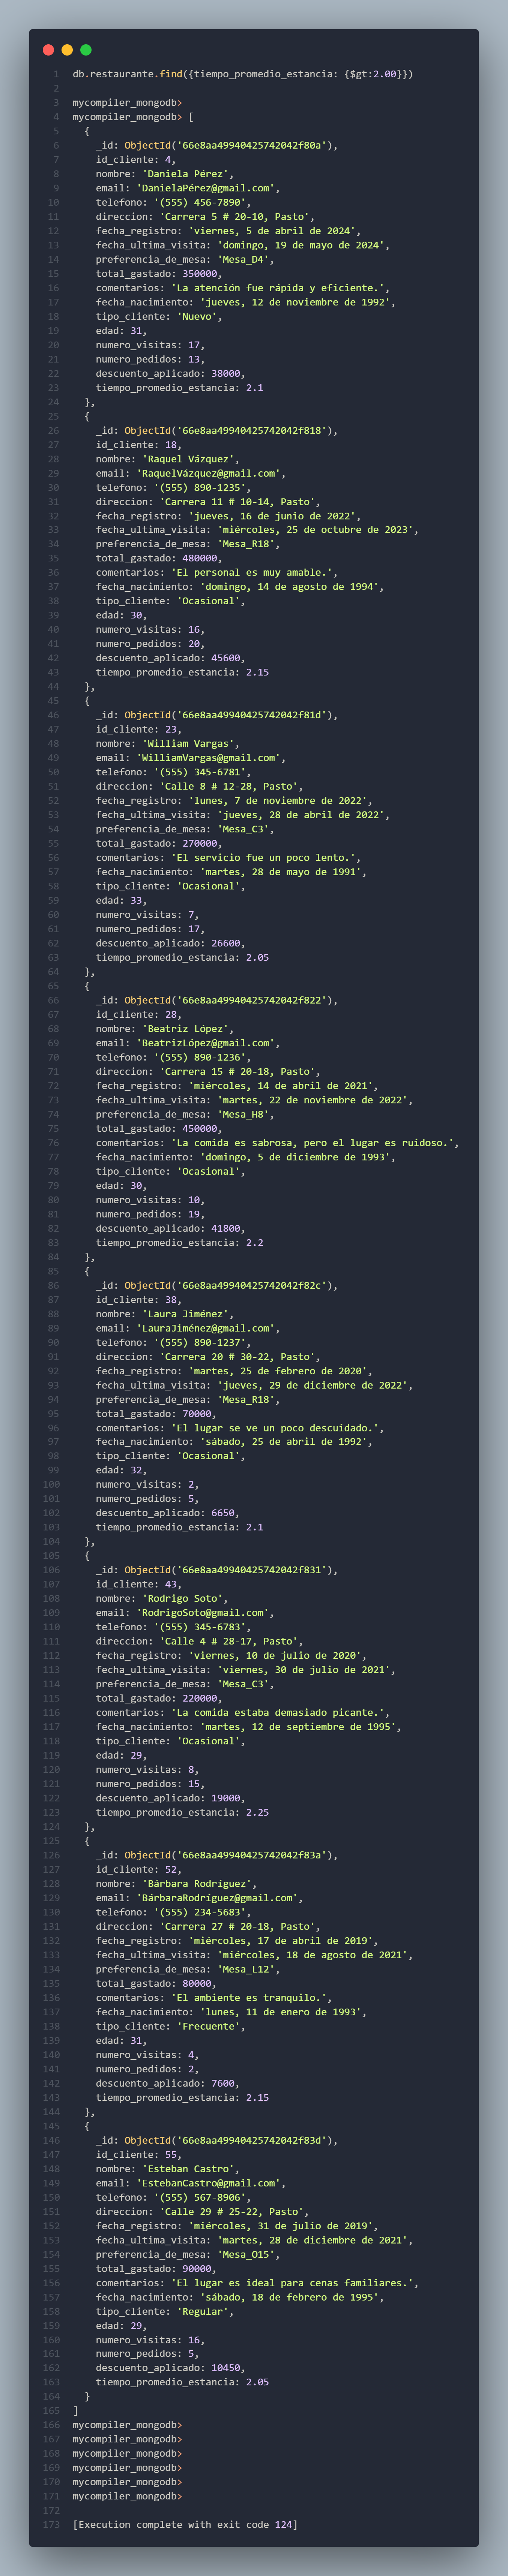 1 db.restaurante.find({tiempo_promedio_estancia: {$gt:2.00}})
2
3 mycompiler_mongodb>
4 mycompiler_mongodb> [
5 {
6 _id: ObjectId('66e8aa49940425742042f80a'),
7 id_cliente: 4,
8 nombre: 'Daniela Pérez',
9 email: 'DanielaPérez@gmail.com',
10 telefono: '(555) 456-7890',
11 direccion: 'Carrera 5 # 20-10, Pasto',
12 fecha_registro: 'viernes, 5 de abril de 2024',
13 fecha_ultima_visita: 'domingo, 19 de mayo de 2024',
14 preferencia_de_mesa: 'Mesa_D4',
15 total_gastado: 350000,
16 comentarios: 'La atención fue rápida y eficiente.',
17 fecha_nacimiento: 'jueves, 12 de noviembre de 1992',
18 tipo_cliente: 'Nuevo',
19 edad: 31,
20 numero_visitas: 17,
21 numero_pedidos: 13,
22 descuento_aplicado: 38000,
23 tiempo_promedio_estancia: 2.1
24 },
25 {
26 _id: ObjectId('66e8aa49940425742042f818'),
27 id_cliente: 18,
28 nombre: 'Raquel Vázquez',
29 email: 'RaquelVázquez@gmail.com',
30 telefono: '(555) 890-1235',
31 direccion: 'Carrera 11 # 10-14, Pasto',
32 fecha_registro: 'jueves, 16 de junio de 2022',
33 fecha_ultima_visita: 'miércoles, 25 de octubre de 2023',
34 preferencia_de_mesa: 'Mesa_R18',
35 total_gastado: 480000,
36 comentarios: 'El personal es muy amable.',
37 fecha_nacimiento: 'domingo, 14 de agosto de 1994',
38 tipo_cliente: 'Ocasional',
39 edad: 30,
40 numero_visitas: 16,
41 numero_pedidos: 20,
42 descuento_aplicado: 45600,
43 tiempo_promedio_estancia: 2.15
44 },
45 {
46 _id: ObjectId('66e8aa49940425742042f81d'),
47 id_cliente: 23,
48 nombre: 'William Vargas',
49 email: 'WilliamVargas@gmail.com',
50 telefono: '(555) 345-6781',
51 direccion: 'Calle 8 # 12-28, Pasto',
52 fecha_registro: 'lunes, 7 de noviembre de 2022',
53 fecha_ultima_visita: 'jueves, 28 de abril de 2022',
54 preferencia_de_mesa: 'Mesa_C3',
55 total_gastado: 270000,
56 comentarios: 'El servicio fue un poco lento.',
57 fecha_nacimiento: 'martes, 28 de mayo de 1991',
58 tipo_cliente: 'Ocasional',
59 edad: 33,
60 numero_visitas: 7,
61 numero_pedidos: 17,
62 descuento_aplicado: 26600,
63 tiempo_promedio_estancia: 2.05
64 },
65 {
66 _id: ObjectId('66e8aa49940425742042f822'),
67 id_cliente: 28,
68 nombre: 'Beatriz López',
69 email: 'BeatrizLópez@gmail.com',
70 telefono: '(555) 890-1236',
71 direccion: 'Carrera 15 # 20-18, Pasto',
72 fecha_registro: 'miércoles, 14 de abril de 2021',
73 fecha_ultima_visita: 'martes, 22 de noviembre de 2022',
74 preferencia_de_mesa: 'Mesa_H8',
75 total_gastado: 450000,
76 comentarios: 'La comida es sabrosa, pero el lugar es ruidoso.',
77 fecha_nacimiento: 'domingo, 5 de diciembre de 1993',
78 tipo_cliente: 'Ocasional',
79 edad: 30,
80 numero_visitas: 10,
81 numero_pedidos: 19,
82 descuento_aplicado: 41800,
83 tiempo_promedio_estancia: 2.2
84 },
85 {
86 _id: ObjectId('66e8aa49940425742042f82c'),
87 id_cliente: 38,
88 nombre: 'Laura Jiménez',
89 email: 'LauraJiménez@gmail.com',
90 telefono: '(555) 890-1237',
91 direccion: 'Carrera 20 # 30-22, Pasto',
92 fecha_registro: 'martes, 25 de febrero de 2020',
93 fecha_ultima_visita: 'jueves, 29 de diciembre de 2022',
94 preferencia_de_mesa: 'Mesa_R18',
95 total_gastado: 70000,
96 comentarios: 'El lugar se ve un poco descuidado.',
97 fecha_nacimiento: 'sábado, 25 de abril de 1992',
98 tipo_cliente: 'Ocasional',
99 edad: 32,
100 numero_visitas: 2,
101 numero_pedidos: 5,
102 descuento_aplicado: 6650,
103 tiempo_promedio_estancia: 2.1
104 },
105 {
106 _id: ObjectId('66e8aa49940425742042f831'),
107 id_cliente: 43,
108 nombre: 'Rodrigo Soto',
109 email: 'RodrigoSoto@gmail.com',
110 telefono: '(555) 345-6783',
111 direccion: 'Calle 4 # 28-17, Pasto',
112 fecha_registro: 'viernes, 10 de julio de 2020',
113 fecha_ultima_visita: 'viernes, 30 de julio de 2021',
114 preferencia_de_mesa: 'Mesa_C3',
115 total_gastado: 220000,
116 comentarios: 'La comida estaba demasiado picante.',
117 fecha_nacimiento: 'martes, 12 de septiembre de 1995',
118 tipo_cliente: 'Ocasional',
119 edad: 29,
120 numero_visitas: 8,
121 numero_pedidos: 15,
122 descuento_aplicado: 19000,
123 tiempo_promedio_estancia: 2.25
124 },
125 {
126 _id: ObjectId('66e8aa49940425742042f83a'),
127 id_cliente: 52,
128 nombre: 'Bárbara Rodríguez',
129 email: 'BárbaraRodríguez@gmail.com',
130 telefono: '(555) 234-5683',
131 direccion: 'Carrera 27 # 20-18, Pasto',
132 fecha_registro: 'miércoles, 17 de abril de 2019',
133 fecha_ultima_visita: 'miércoles, 18 de agosto de 2021',
134 preferencia_de_mesa: 'Mesa_L12',
135 total_gastado: 80000,
136 comentarios: 'El ambiente es tranquilo.',
137 fecha_nacimiento: 'lunes, 11 de enero de 1993',
138 tipo_cliente: 'Frecuente',
139 edad: 31,
140 numero_visitas: 4,
141 numero_pedidos: 2,
142 descuento_aplicado: 7600,
143 tiempo_promedio_estancia: 2.15
144 },
145 {
146 _id: ObjectId('66e8aa49940425742042f83d'),
147 id_cliente: 55,
148 nombre: 'Esteban Castro',
149 email: 'EstebanCastro@gmail.com',
150 telefono: '(555) 567-8906',
151 direccion: 'Calle 29 # 25-22, Pasto',
152 fecha_registro: 'miércoles, 31 de julio de 2019',
153 fecha_ultima_visita: 'martes, 28 de diciembre de 2021',
154 preferencia_de_mesa: 'Mesa_O15',
155 total_gastado: 90000,
156 comentarios: 'El lugar es ideal para cenas familiares.',
157 fecha_nacimiento: 'sábado, 18 de febrero de 1995',
158 tipo_cliente: 'Regular',
159 edad: 29,
160 numero_visitas: 16,
161 numero_pedidos: 5,
162 descuento_aplicado: 10450,
163 tiempo_promedio_estancia: 2.05
164 }
165 ]
166 mycompiler_mongodb>
167 mycompiler_mongodb>
168 mycompiler_mongodb>
169 mycompiler_mongodb>
170 mycompiler_mongodb>
171 mycompiler_mongodb>
172
173 [Execution complete with exit code 124]